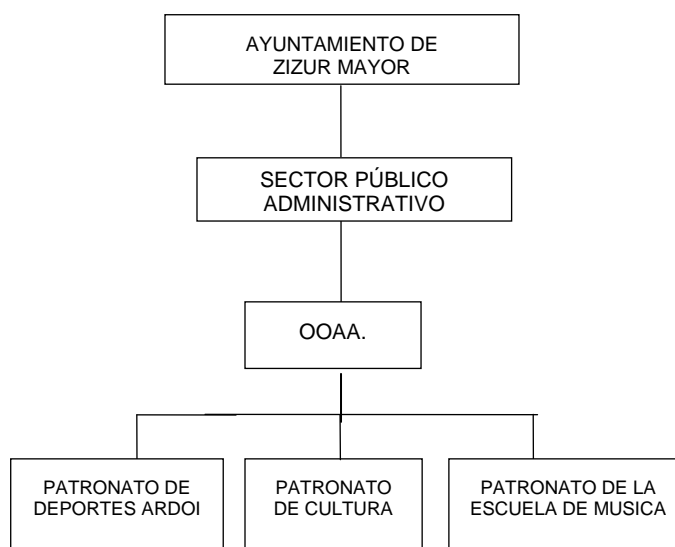 AYUNTAMIENTO DE
ZIZUR MAYOR
SECTOR PÚBLICO
ADMINISTRATIVO
OOAA.
PATRONATO DE
DEPORTES ARDOI
PATRONATO
DE CULTURA
PATRONATO DE LA
ESCUELA DE MUSICA